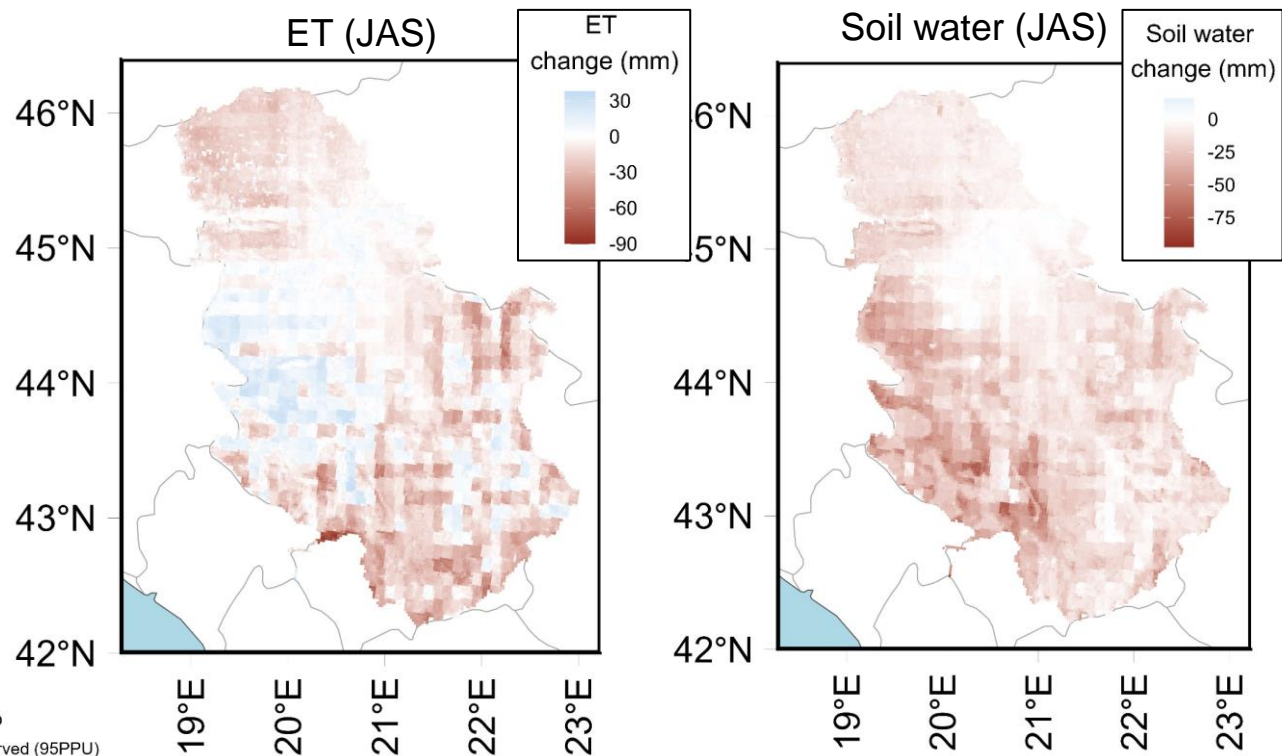 ET (JAS)
ET
change (mm)
30
0
-30
-60
-90
46°N
45°N
44°N
43°N
42°N
19°E
20°E
21°E
22°E
23°E
rved (95PPU)
Soil water (JAS)
Soil water
change (mm)
0
-25
-50
-75
6°N
45°N
44°N
43°N
42°N
19°E
20°E
21°E
22°E
23°E